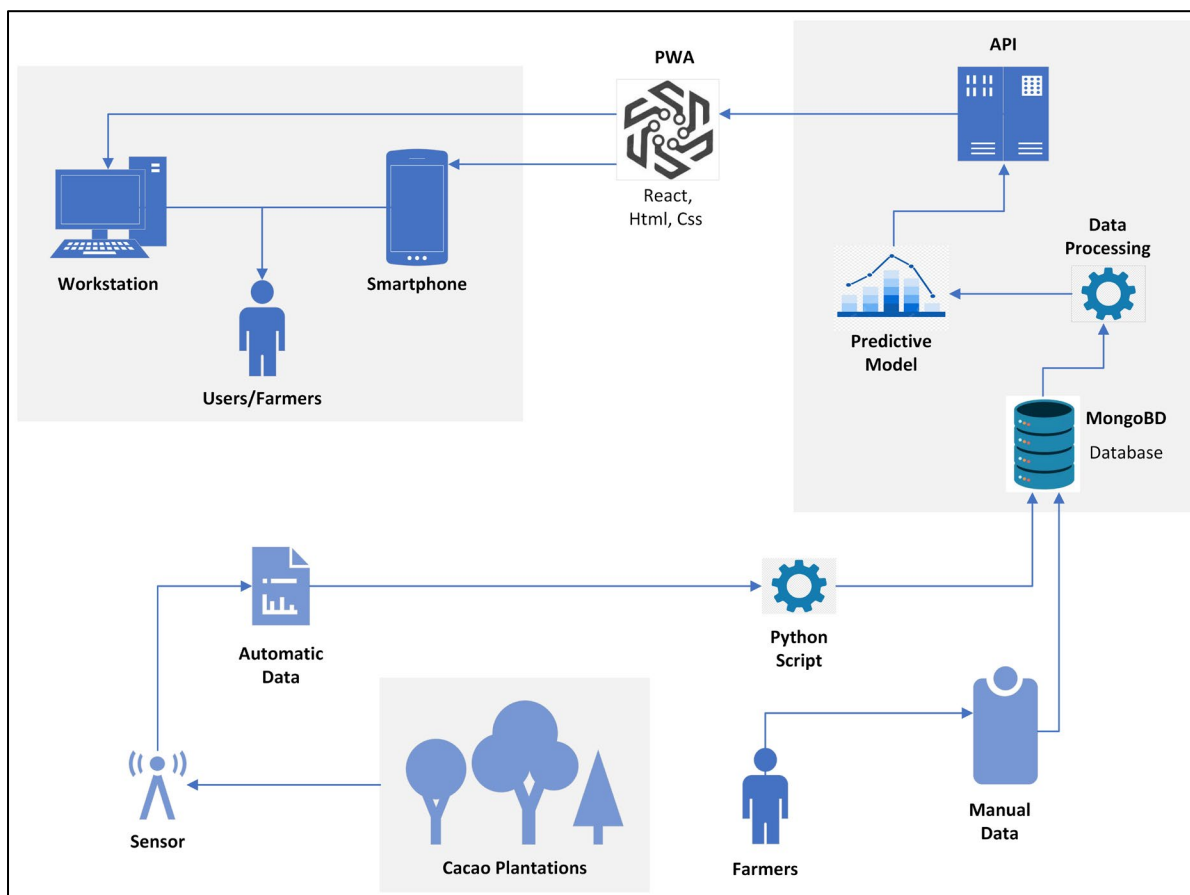 API
PWA
React,
Html, Css
Workstation
Smartphone
Users/Farmers
Data
Processing
Predictive
Model
MongoBD
Database
Automatic
Data
Python
Script
Sensor
Cacao Plantations
Farmers
Manual
Data